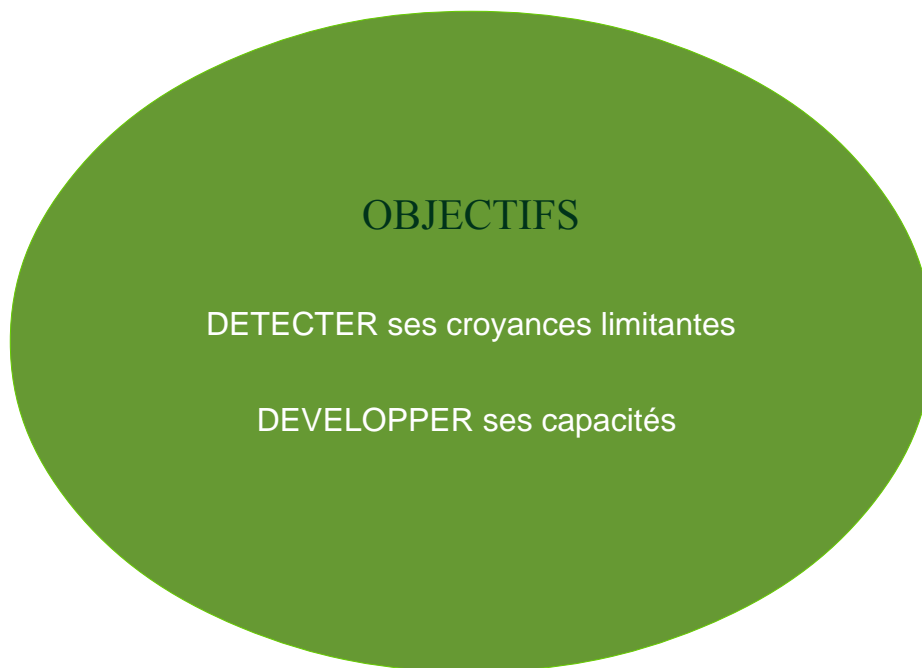 OBJECTIFS
DETECTER ses croyances limitantes
DEVELOPPER ses capacités